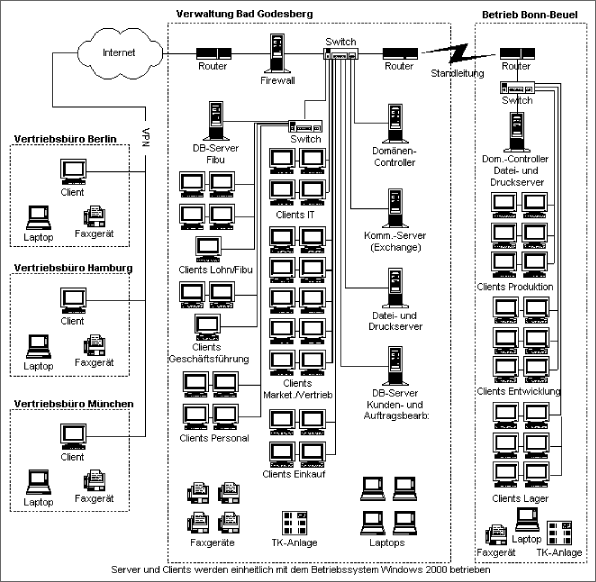 Verwaltung Bad Godesberg
Betrieb Bonn-Beuel
Internet
Router
Firewall
Switch
Router
Standleitung
Router
Switch
VPN
Vertriebsbüro Berlin
Client
Laptop
Faxgerät
Vertriebsbüro Hamburg
Client
Laptop
Faxgerät
Vertriebsbüro München
Client
Laptop
Faxgerät
DB-Server
Fibu
Switch
Clients IT
Clients Lohn/Fibu
Clients
Geschäftsführung
Clients Personal
Clients
Market./Vertrieb
Clients Einkauf
Domänen-
Controller
Komm.-Server
(Exchange)
Datei- und
Druckserver
DB-Server
Kunden- und
Auftragsbearb.
Faxgeräte
TK-Anlage
Laptops
Dom.-Controller
Datei- und
Druckserver
Clients Produktion
Clients Entwicklung
Clients Lager
Faxgerät
Laptop
TK-Anlage
Server und Clients werden einheitlich mit dem Betriebssystem Windows 2000 betrieben